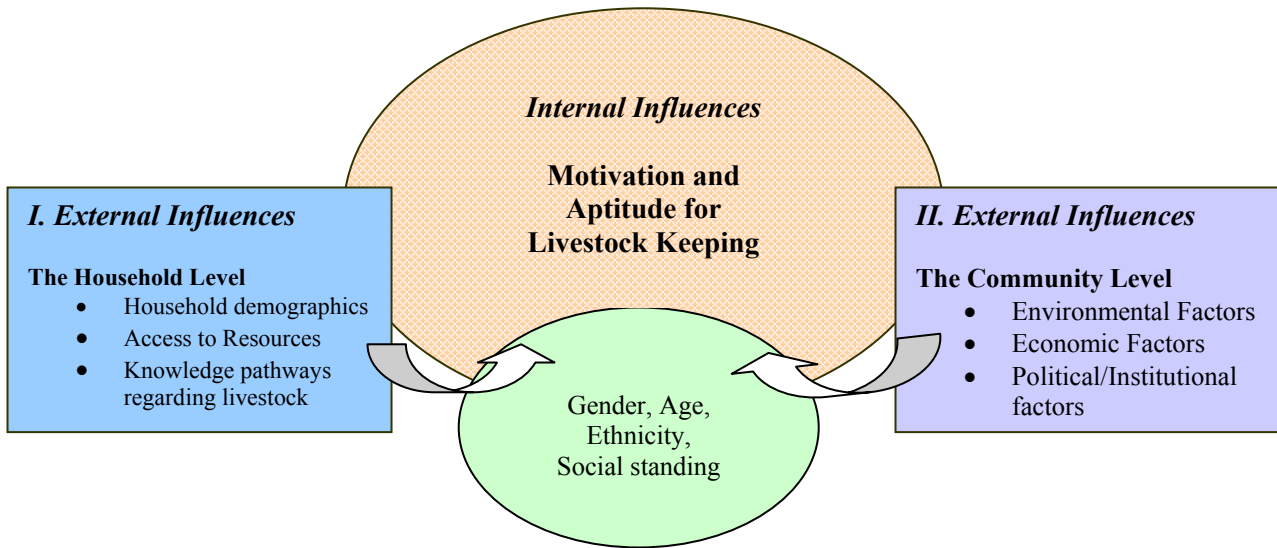 Internal Influences
Motivation and
Aptitude for
Livestock Keeping
I. External Influences
The Household Level
• Household demographics
• Access to Resources
• Knowledge pathways
regarding livestock
II. External Influences
The Community Level
• Environmental Factors
• Economic Factors
• Political/Institutional
factors
Gender, Age,
Ethnicity,
Social standing